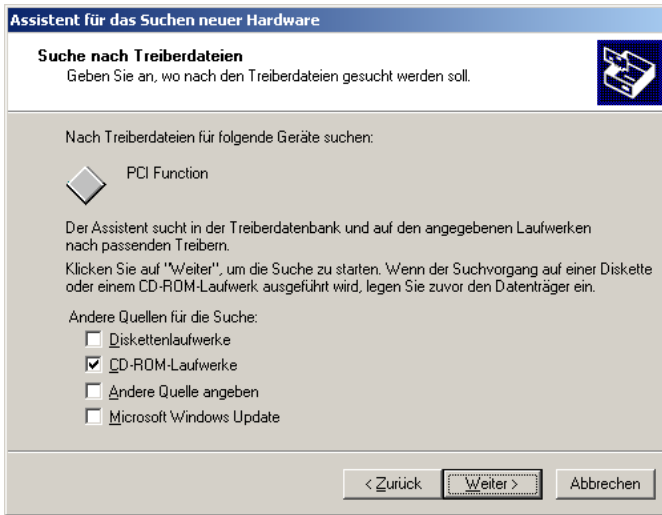 Assistent für das Suchen neuer Hardware
Suche nach Treiberdateien
Geben Sie an, wo nach den Treiberdateien gesucht werden soll.
Nach Treiberdateien für folgende Geräte suchen:
PCI Function
Der Assistent sucht in der Treiberdatenbank und auf den angegebenen Laufwerken
nach passenden Treibern.
Klicken Sie auf "Weiter", um die Suche zu starten. Wenn der Suchvorgang auf einer Diskette
oder einem CD-ROM-Laufwerk ausgeführt wird, legen Sie zuvor den Datenträger ein.
Andere Quellen für die Suche:
Diskettenlaufwerke
CD-ROM-Laufwerke
Andere Quelle angeben
Microsoft Windows Update
< Zurück Weiter > Abbrechen